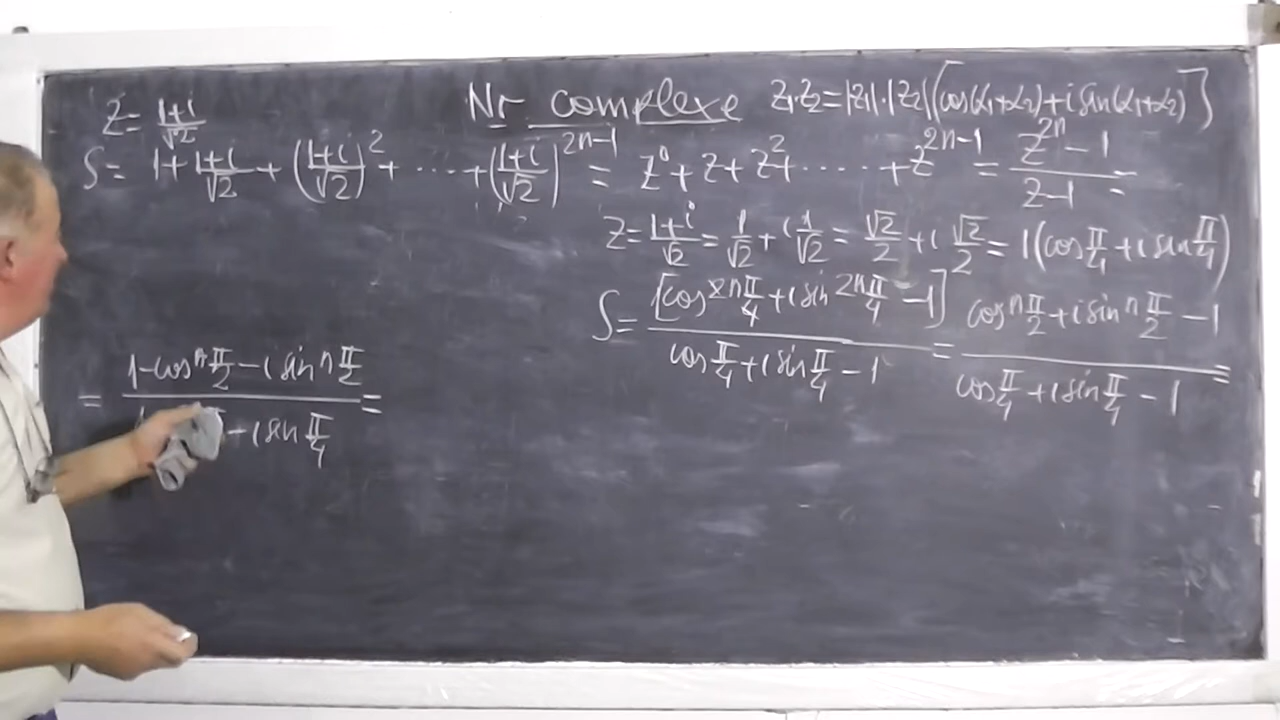 Nr complexe z₁·z₂=|z₁|·|z₂|[cos(α₁+α₂)+i sin(α₁+α₂)]
Z = (1+i)/√2
S = 1 + (1+i)/√2 + ((1+i)/√2)² + ..... + ((1+i)/√2)^(2n-1) = z⁰ + z + z² + ...... + z^(2n-1) = (z^(2n) - 1)/(z-1) =
z = (1+i)/√2 = 1/√2 + i 1/√2 = √2/2 + i √2/2 = 1(cos π/4 + i sin π/4)
S = [cos 2nπ/4 + i sin 2nπ/4 - 1]/(cos π/4 + i sin π/4 - 1) = (cos nπ/2 + i sin nπ/2 - 1)/(cos π/4 + i sin π/4 - 1) =
= (1 - cos nπ/2 - i sin nπ/2)/( - i sin π/4) =